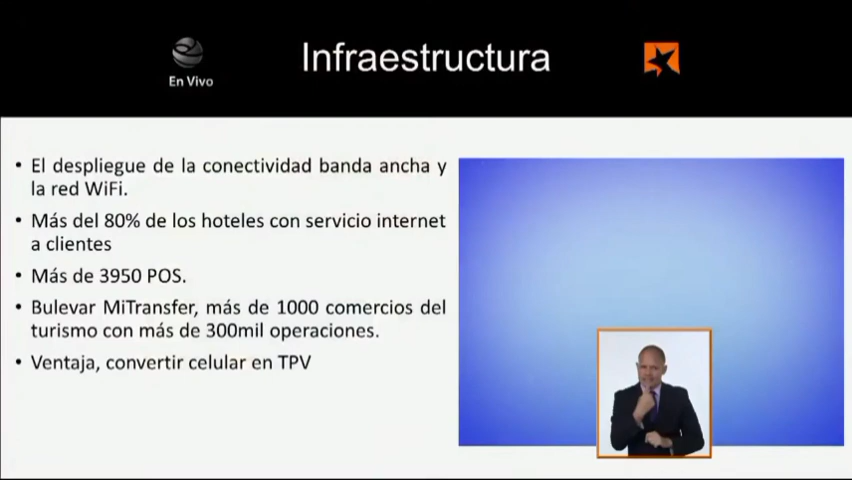 En Vivo
Infraestructura
• El despliegue de la conectividad banda ancha y
la red WiFi.
• Más del 80% de los hoteles con servicio internet
a clientes
• Más de 3950 POS.
• Bulevar MiTransfer, más de 1000 comercios del
turismo con más de 300mil operaciones.
• Ventaja, convertir celular en TPV